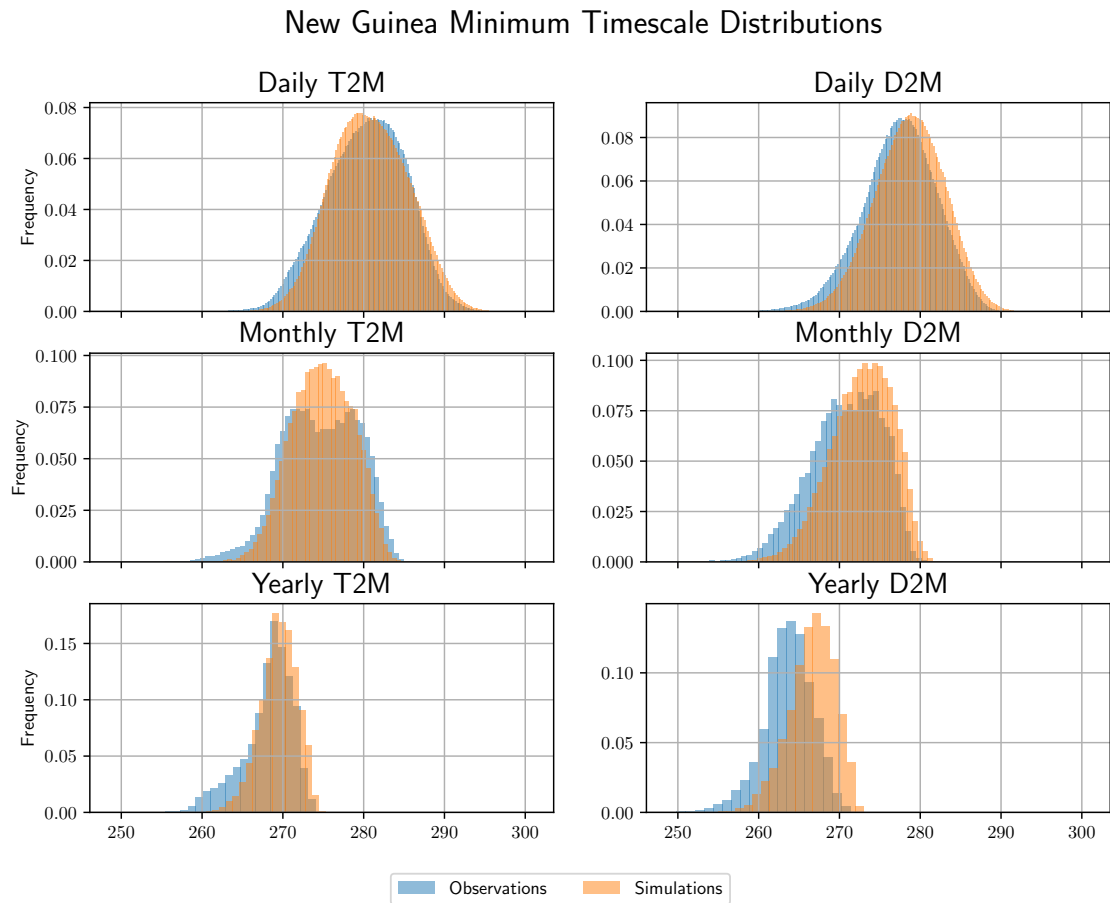 New Guinea Minimum Timescale Distributions
Daily T2M
Daily D2M
Frequency
0.08
0.06
0.04
0.02
0.00
0.08
0.06
0.04
0.02
0.00
Monthly T2M
Monthly D2M
Frequency
0.100
0.075
0.050
0.025
0.000
0.100
0.075
0.050
0.025
0.000
Yearly T2M
Yearly D2M
Frequency
0.15
0.10
0.05
0.00
0.10
0.05
0.00
250 260 270 280 290 300
250 260 270 280 290 300
Observations Simulations